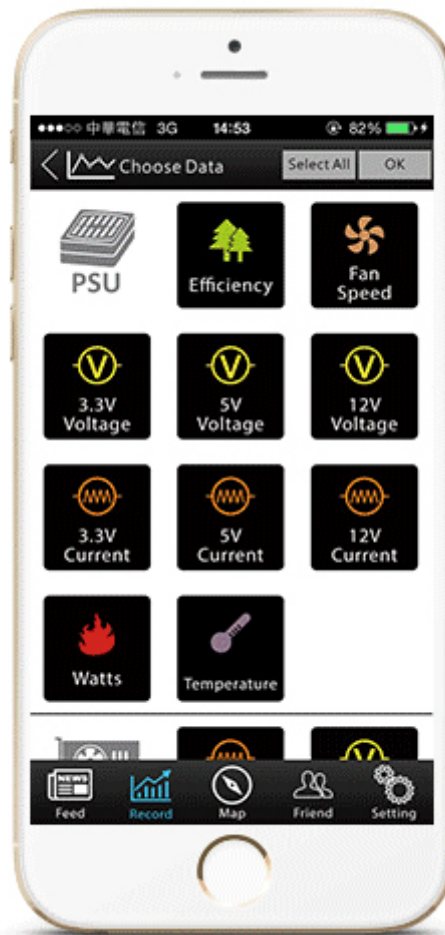 中華電信 3G 14:53 82%
Choose Data Select All OK
PSU
Efficiency
Fan
Speed
V
3.3V
Voltage
V
5V
Voltage
V
12V
Voltage
3.3V
Current
5V
Current
12V
Current
Watts
Temperature
V
NEWS
Feed
Record
Map
Friend
Setting